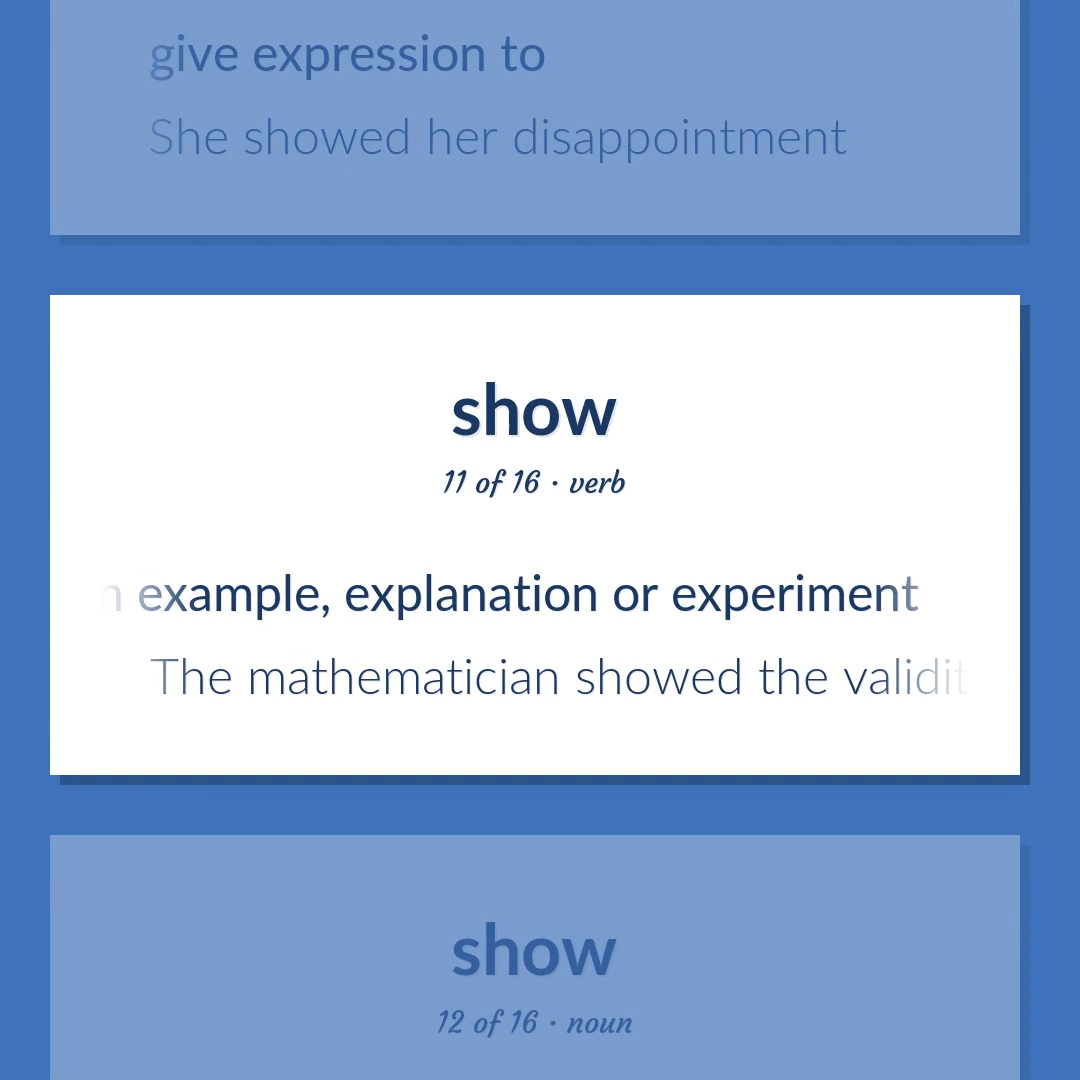 give expression to
She showed her disappointment
show
11 of 16 · verb
example, explanation or experiment
The mathematician showed the validit
show
12 of 16 · noun